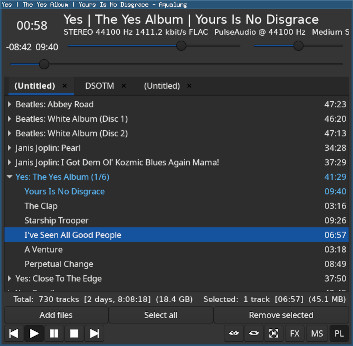 Yes | The Yes Album | Yours Is No Disgrace - Aqualung
00:58
Yes | The Yes Album | Yours Is No Disgrace
STEREO 44100 Hz 1411.2 kbit/s FLAC PulseAudio @ 44100 Hz Medium S
-08:42 09:40
(Untitled) × DSOTM × (Untitled) ×
Beatles: Abbey Road 47:23
Beatles: White Album (Disc 1) 46:20
Beatles: White Album (Disc 2) 47:13
Janis Joplin: Pearl 34:28
Janis Joplin: I Got Dem Ol' Kozmic Blues Again Mama! 37:29
Yes: The Yes Album (1/6) 41:29
Yours Is No Disgrace 09:40
The Clap 03:16
Starship Trooper 09:26
I've Seen All Good People 06:57
A Venture 03:18
Perpetual Change 08:49
Yes: Close To The Edge 37:50
Total: 730 tracks [2 days, 8:08:18] (18.4 GB) Selected: 1 track [06:57] (45.1 MB)
Add files Select all Remove selected
FX MS PL